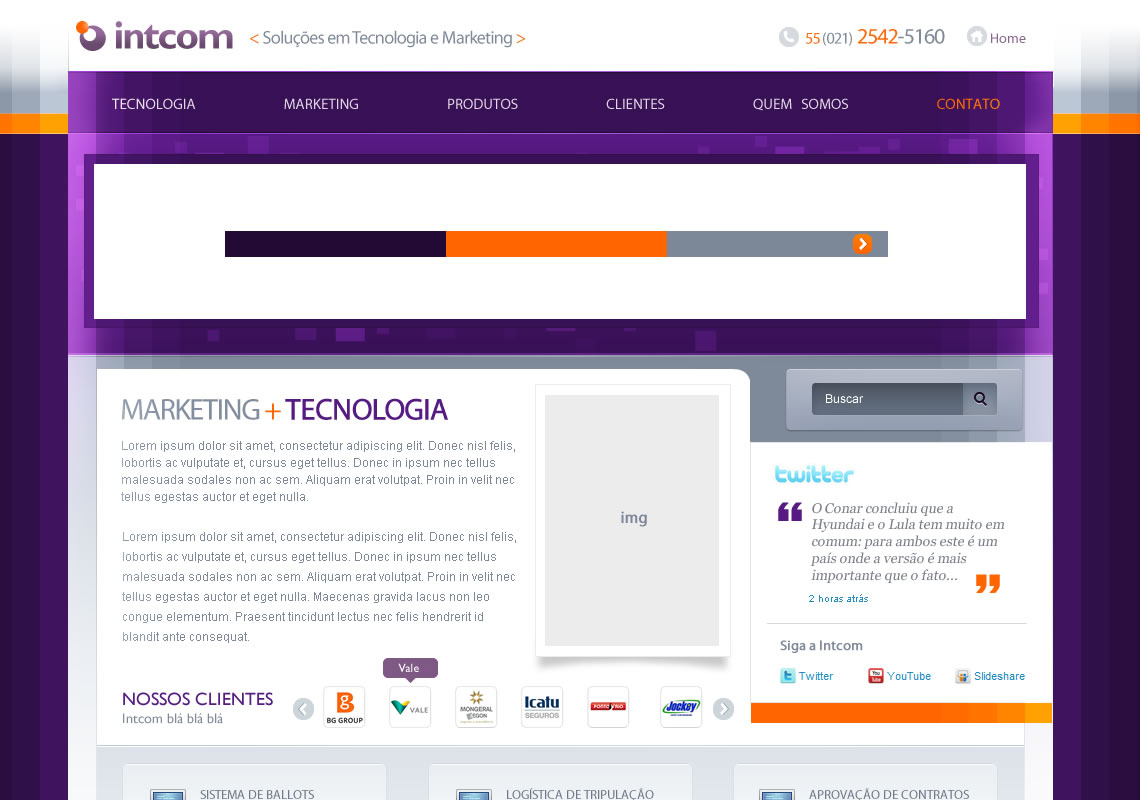 intcom
< Soluções em Tecnologia e Marketing >
55 (021) 2542-5160
Home
TECNOLOGIA
MARKETING
PRODUTOS
CLIENTES
QUEM SOMOS
CONTATO
MARKETING + TECNOLOGIA
Lorem ipsum dolor sit amet, consectetur adipiscing elit. Donec nisl felis,
lobortis ac vulputate et, cursus eget tellus. Donec in ipsum nec tellus
malesuada sodales non ac sem. Aliquam erat volutpat. Proin in velit nec
tellus egestas auctor et eget nulla.
Lorem ipsum dolor sit amet, consectetur adipiscing elit. Donec nisl felis,
lobortis ac vulputate et, cursus eget tellus. Donec in ipsum nec tellus
malesuada sodales non ac sem. Aliquam erat volutpat. Proin in velit nec
tellus egestas auctor et eget nulla. Maecenas gravida lacus non leo
congue elementum. Praesent tincidunt lectus nec felis hendrerit id
blandit ante consequat.
img
Buscar
twitter
“ O Conar concluiu que a
Hyundai e o Lula tem muito em
comum: para ambos este é um
país onde a versão é mais
importante que o fato... ”
2 horas atrás
Siga a Intcom
Twitter
YouTube
Slideshare
Vale
NOSSOS CLIENTES
Intcom blá blá blá
BG GROUP
VALE
MONGERAL
AEGON
Icatu
SEGUROS
PONTO FRIO
Jockey
SISTEMA DE BALLOTS
LOGÍSTICA DE TRIPULAÇÃO
APROVAÇÃO DE CONTRATOS